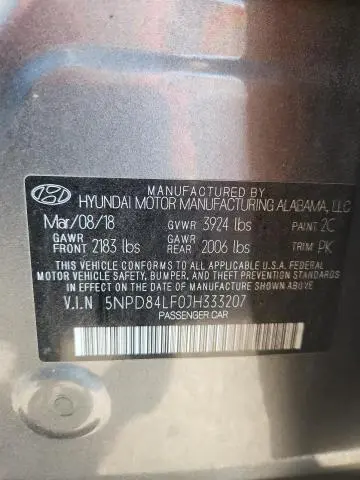 MANUFACTURED BY
HYUNDAI MOTOR MANUFACTURING ALABAMA, LLC
Mar/08/18 GVWR 3924 lbs PAINT 2C
GAWR FRONT 2183 lbs GAWR REAR 2006 lbs TRIM PK
THIS VEHICLE CONFORMS TO ALL APPLICABLE U.S. FEDERAL
MOTOR VEHICLE SAFETY, BUMPER, AND THEFT PREVENTION
STANDARDS IN EFFECT ON THE DATE OF MANUFACTURE SHOWN ABOVE.
V.I.N 5NPD84LF0JH333207
PASSENGER CAR